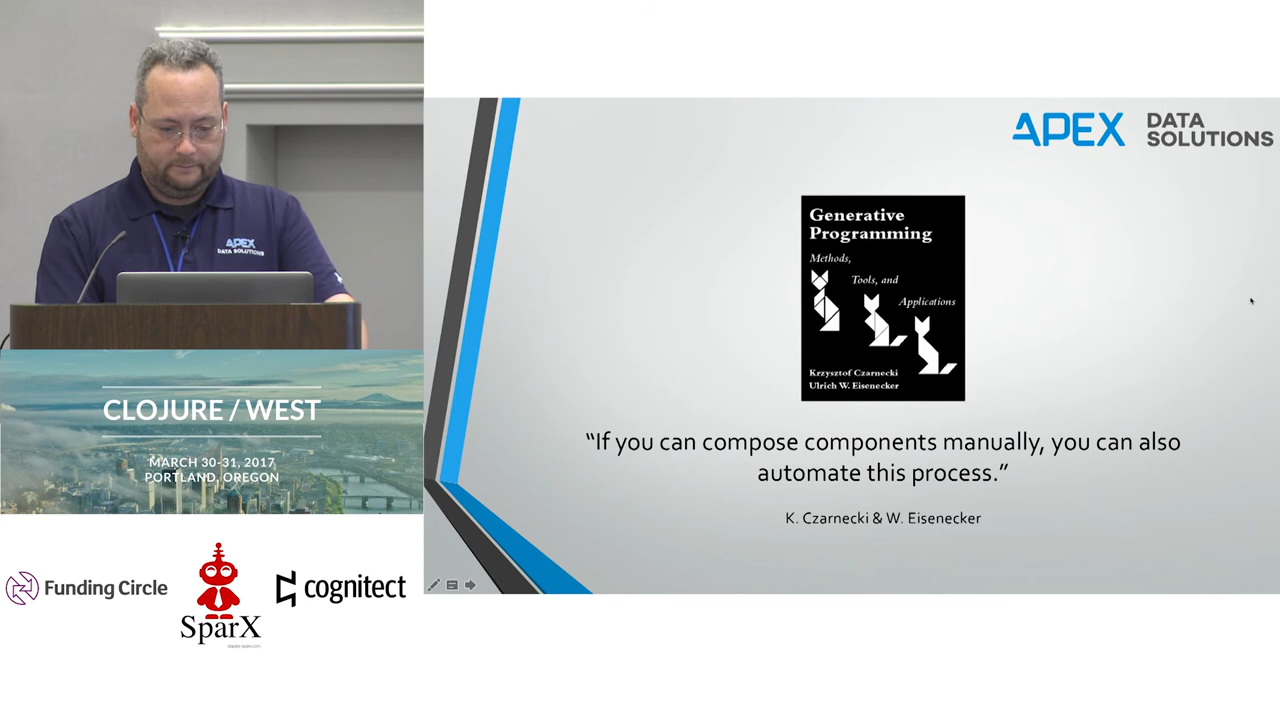 APEX
DATA SOLUTIONS
CLOJURE / WEST
MARCH 30-31, 2017
PORTLAND, OREGON
Funding Circle
SparX
cognitect
APEX
DATA
SOLUTIONS
Generative
Programming
Methods,
Tools, and
Applications
Krzysztof Czarnecki
Ulrich W. Eisenecker
“If you can compose components manually, you can also
automate this process.”
K. Czarnecki & W. Eisenecker